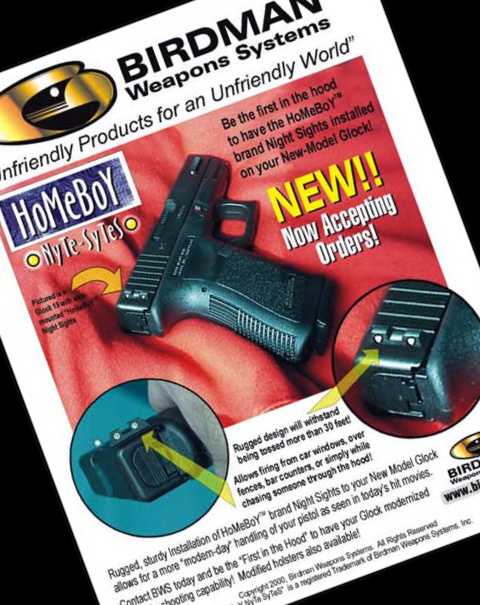 BIRDMAN
Weapons Systems
nfriendly Products for an Unfriendly World"
Be the first in the hood
to have the HoMeBoY™
brand Night Sights installed
on your New-Model Glock!
HoMeBoY
NyTe-SyTeS
NEW!!
Now Accepting
Orders!
Pictured is a
Glock 19 with
mounted "HoMeBoY"
Night Sights
Rugged design will withstand
being tossed more than 30 feet!
Allows firing from car windows, over
fences, bar counters, or simply while
chasing someone through the hood!
BIRD
www.bi
Rugged, sturdy Installation of HoMeBoY™ brand Night Sights to your New Model Glock
allows for a more "modern-day" handling of your pistol as seen in today's hit movies.
Contact BWS today and be the "First in the Hood" to have your Glock modernized
shooting capability! Modified holsters also available!
Copyright 2000, Birdman Weapons Systems. All Rights Reserved
NyTe SyTeS" is a registered Trademark of Birdman Weapons Systems, Inc.